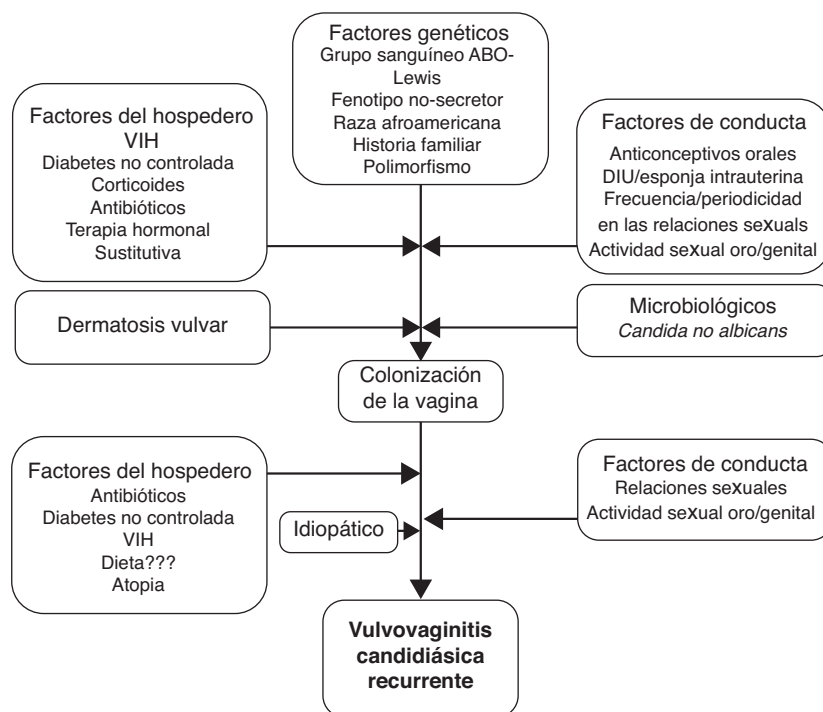 Factores genéticos
Grupo sanguíneo ABO-
Lewis
Fenotipo no-secretor
Raza afroamericana
Historia familiar
Polimorfismo
Factores del hospedero
VIH
Diabetes no controlada
Corticoides
Antibióticos
Terapia hormonal
Sustitutiva
Factores de conducta
Anticonceptivos orales
DIU/esponja intrauterina
Frecuencia/periodicidad
en las relaciones sexuals
Actividad sexual oro/genital
Dermatosis vulvar
Microbiológicos
Candida no albicans
Colonización
de la vagina
Factores del hospedero
Antibióticos
Diabetes no controlada
VIH
Dieta???
Atopia
Factores de conducta
Relaciones sexuales
Actividad sexual oro/genital
Idiopático
Vulvovaginitis
candidiásica
recurrente